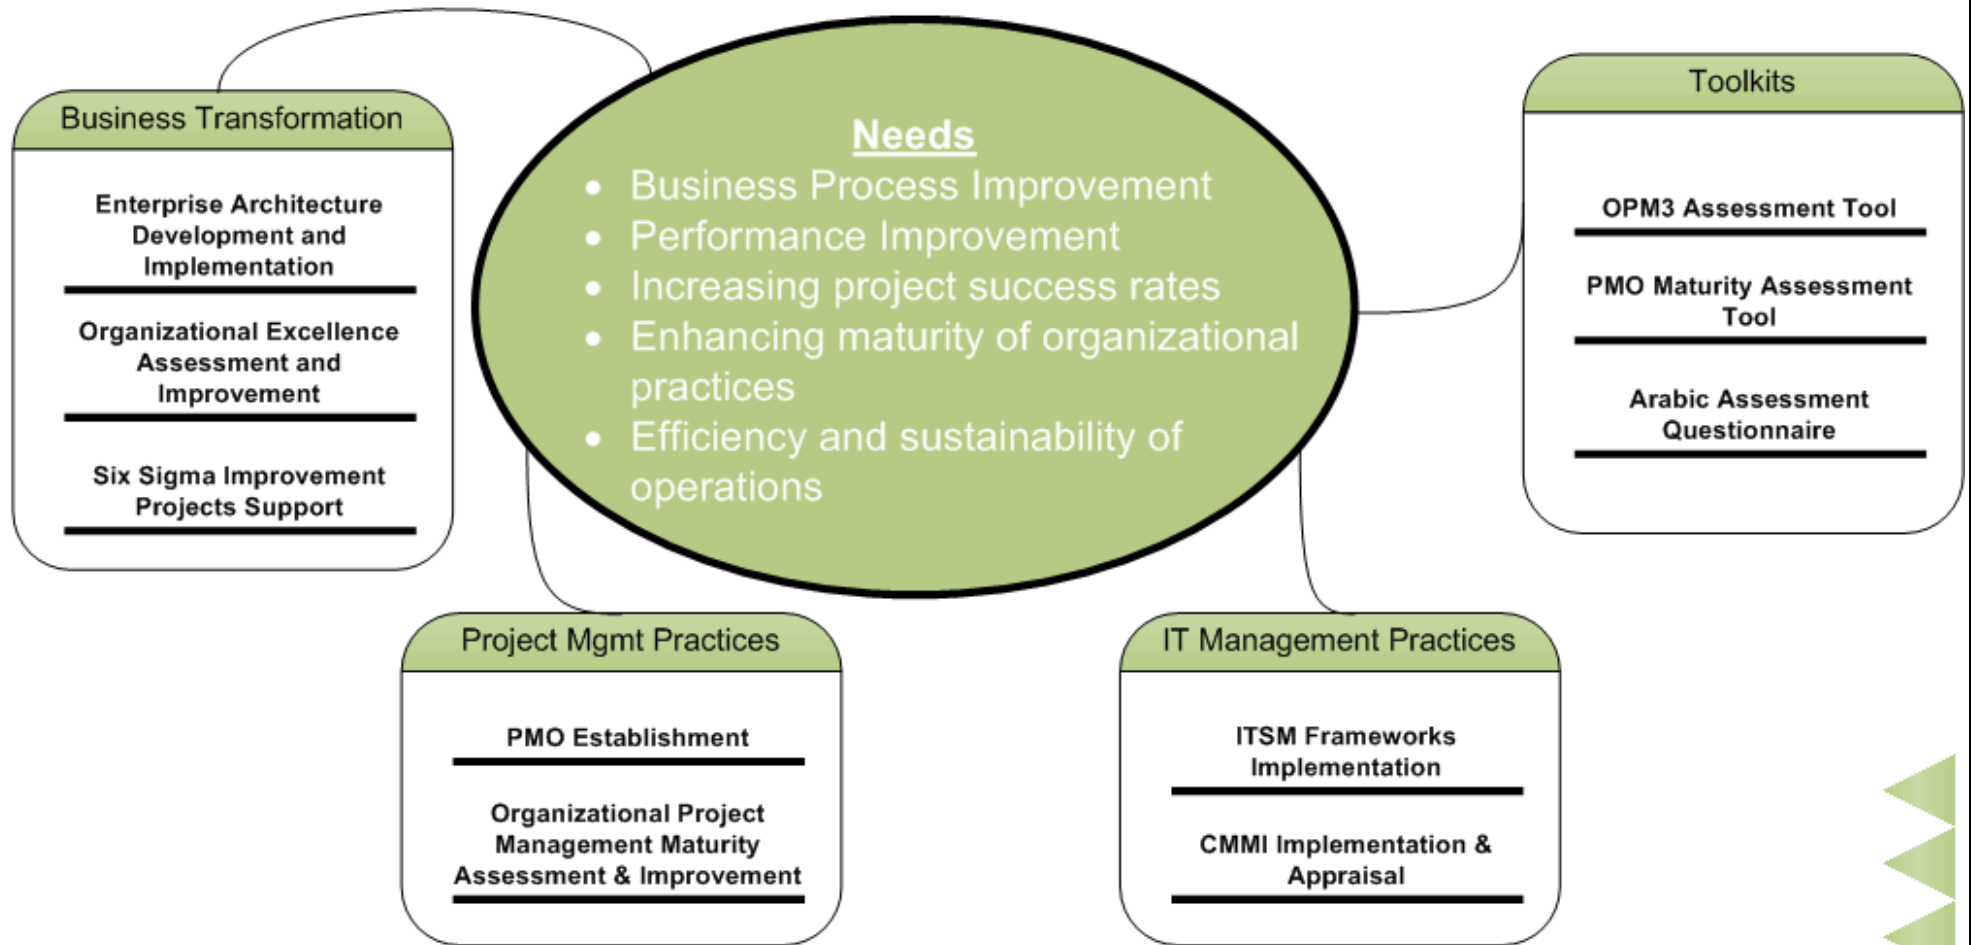 Business Transformation
Enterprise Architecture
Development and
Implementation
Organizational Excellence
Assessment and
Improvement
Six Sigma Improvement
Projects Support
Needs
• Business Process Improvement
• Performance Improvement
• Increasing project success rates
• Enhancing maturity of organizational
practices
• Efficiency and sustainability of
operations
Toolkits
OPM3 Assessment Tool
PMO Maturity Assessment
Tool
Arabic Assessment
Questionnaire
Project Mgmt Practices
PMO Establishment
Organizational Project
Management Maturity
Assessment & Improvement
IT Management Practices
ITSM Frameworks
Implementation
CMMI Implementation &
Appraisal